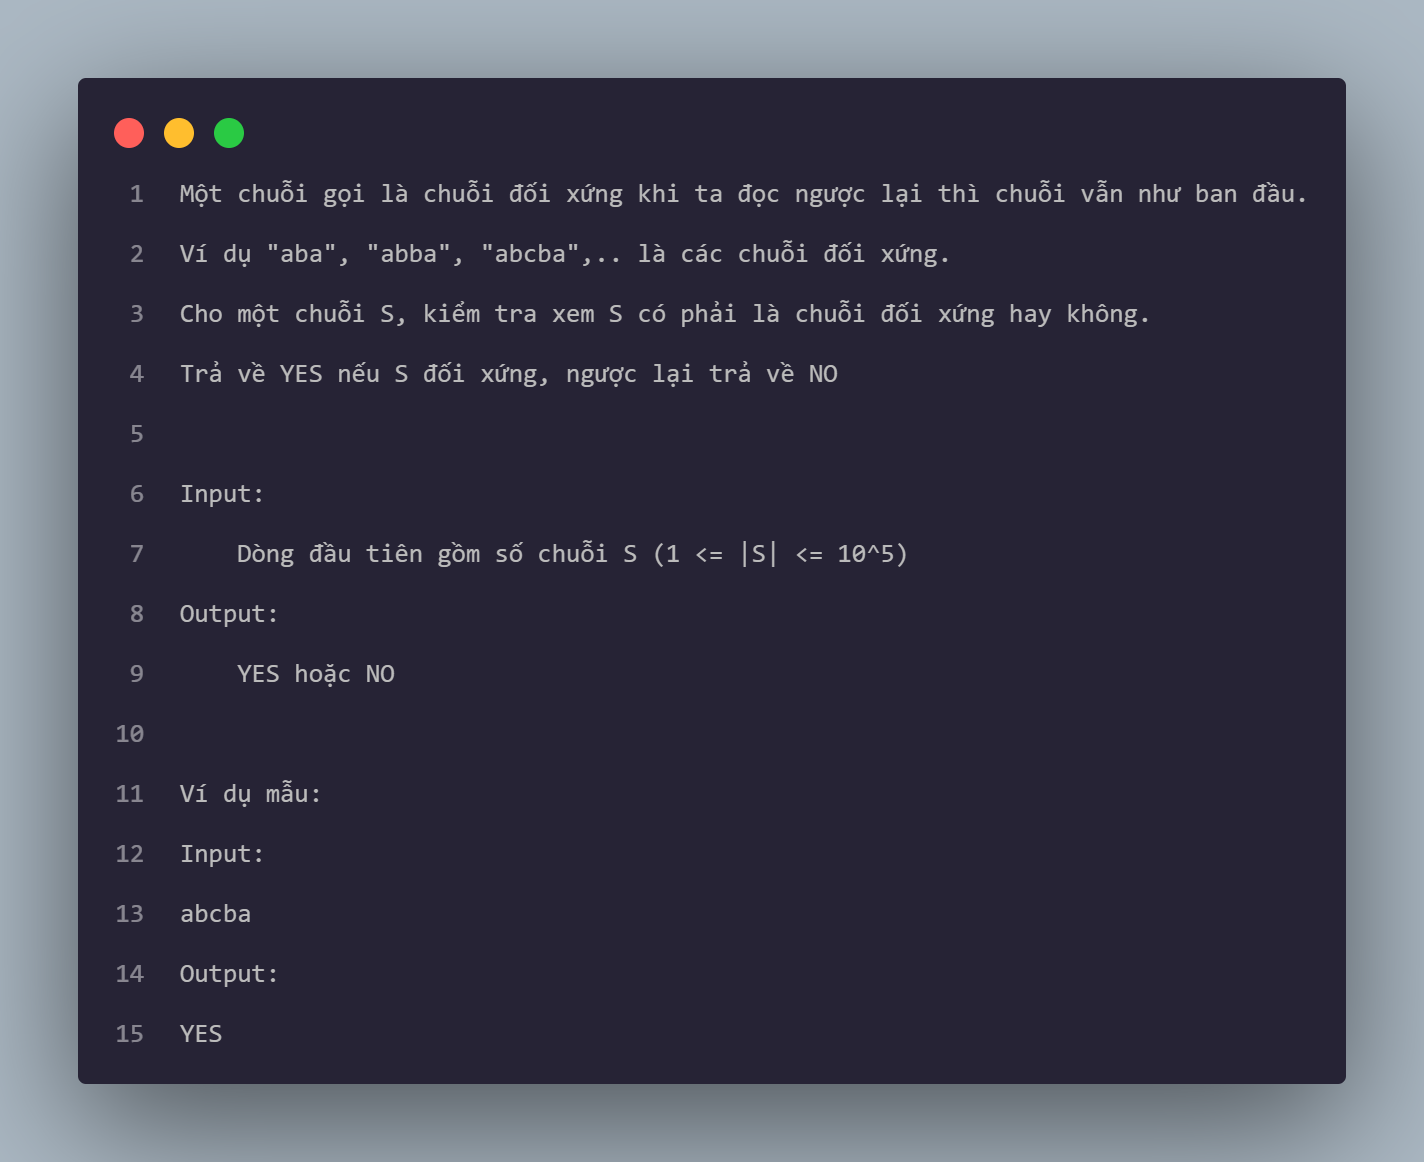 1 Một chuỗi gọi là chuỗi đối xứng khi ta đọc ngược lại thì chuỗi vẫn như ban đầu.
2 Ví dụ "aba", "abba", "abcba",.. là các chuỗi đối xứng.
3 Cho một chuỗi S, kiểm tra xem S có phải là chuỗi đối xứng hay không.
4 Trả về YES nếu S đối xứng, ngược lại trả về NO
5
6 Input:
7     Dòng đầu tiên gồm số chuỗi S (1 <= |S| <= 10^5)
8 Output:
9     YES hoặc NO
10
11 Ví dụ mẫu:
12 Input:
13 abcba
14 Output:
15 YES